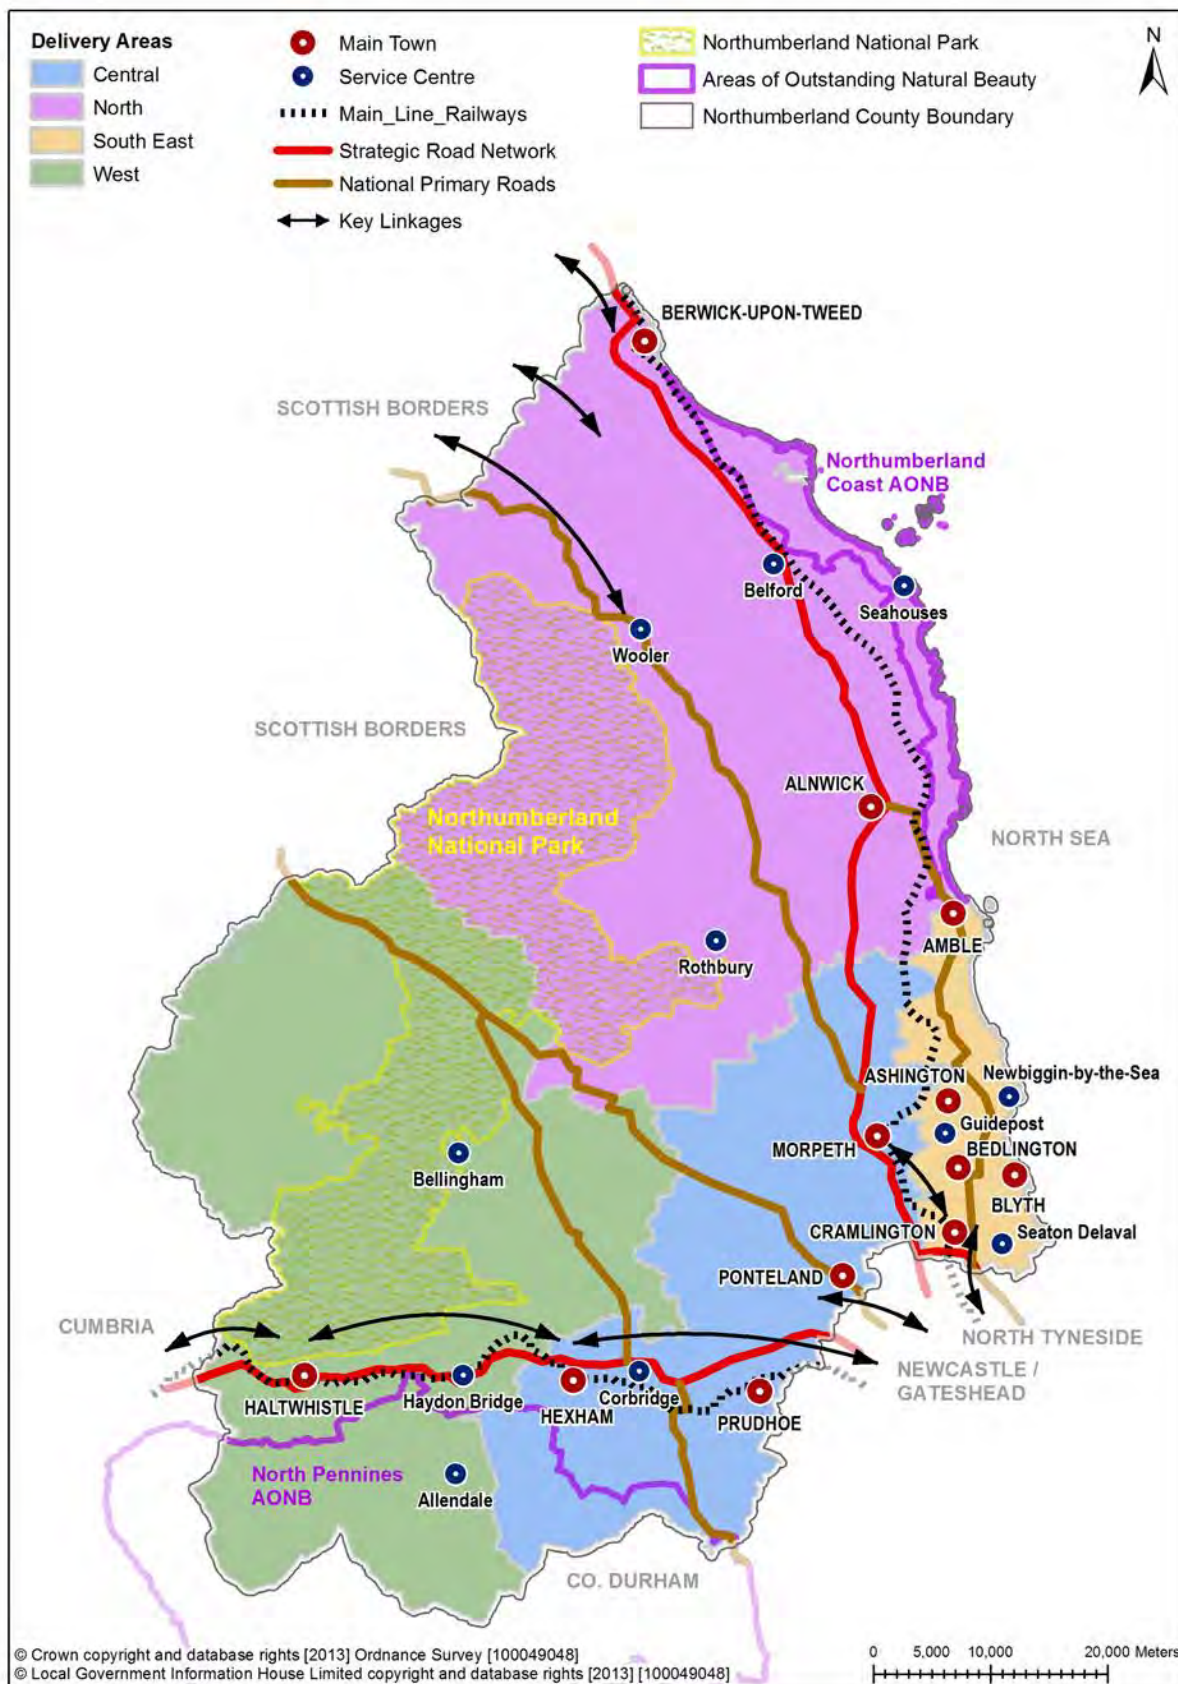 Delivery Areas
Central
North
South East
West
Main Town
Service Centre
Main_Line_Railways
Strategic Road Network
National Primary Roads
Key Linkages
Northumberland National Park
Areas of Outstanding Natural Beauty
Northumberland County Boundary
N
BERWICK-UPON-TWEED
SCOTTISH BORDERS
Northumberland
Coast AONB
Belford
Seahouses
Wooler
SCOTTISH BORDERS
ALNWICK
Northumberland
National Park
NORTH SEA
AMBLE
Rothbury
ASHINGTON
Newbiggin-by-the-Sea
Guidepost
MORPETH
BEDLINGTON
Bellingham
BLYTH
CRAMLINGTON
Seaton Delaval
PONTELAND
CUMBRIA
NORTH TYNESIDE
NEWCASTLE /
GATESHEAD
HALTWHISTLE
Haydon Bridge
HEXHAM
Corbridge
PRUDHOE
North Pennines
AONB
Allendale
CO. DURHAM
© Crown copyright and database rights [2013] Ordnance Survey [100049048]
© Local Government Information House Limited copyright and database rights [2013] [100049048]
0 5,000 10,000 20,000 Meters